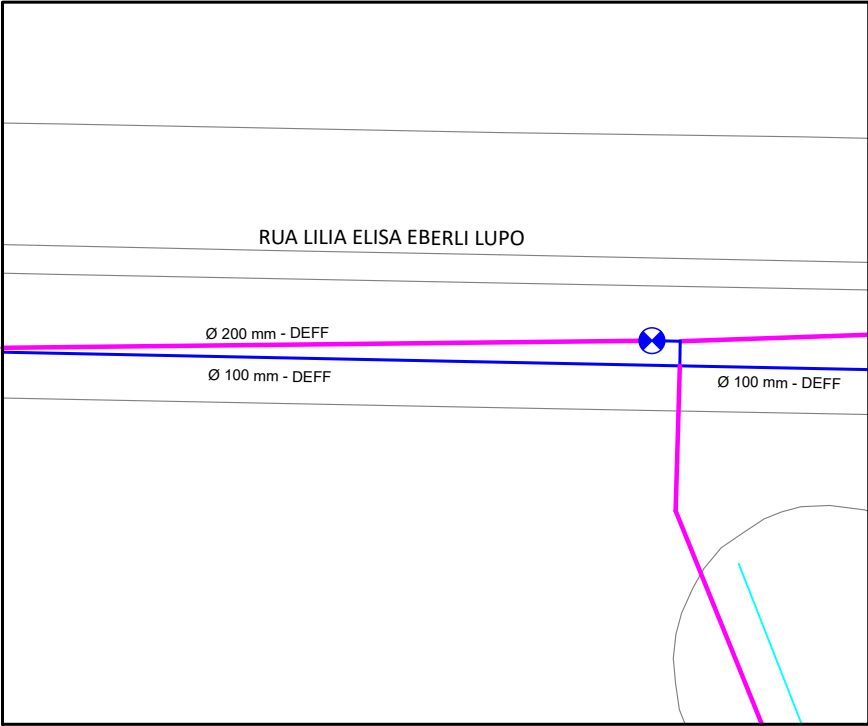 RUA LILIA ELISA EBERLI LUPO
Ø 200 mm - DEFF
Ø 100 mm - DEFF
Ø 100 mm - DEFF